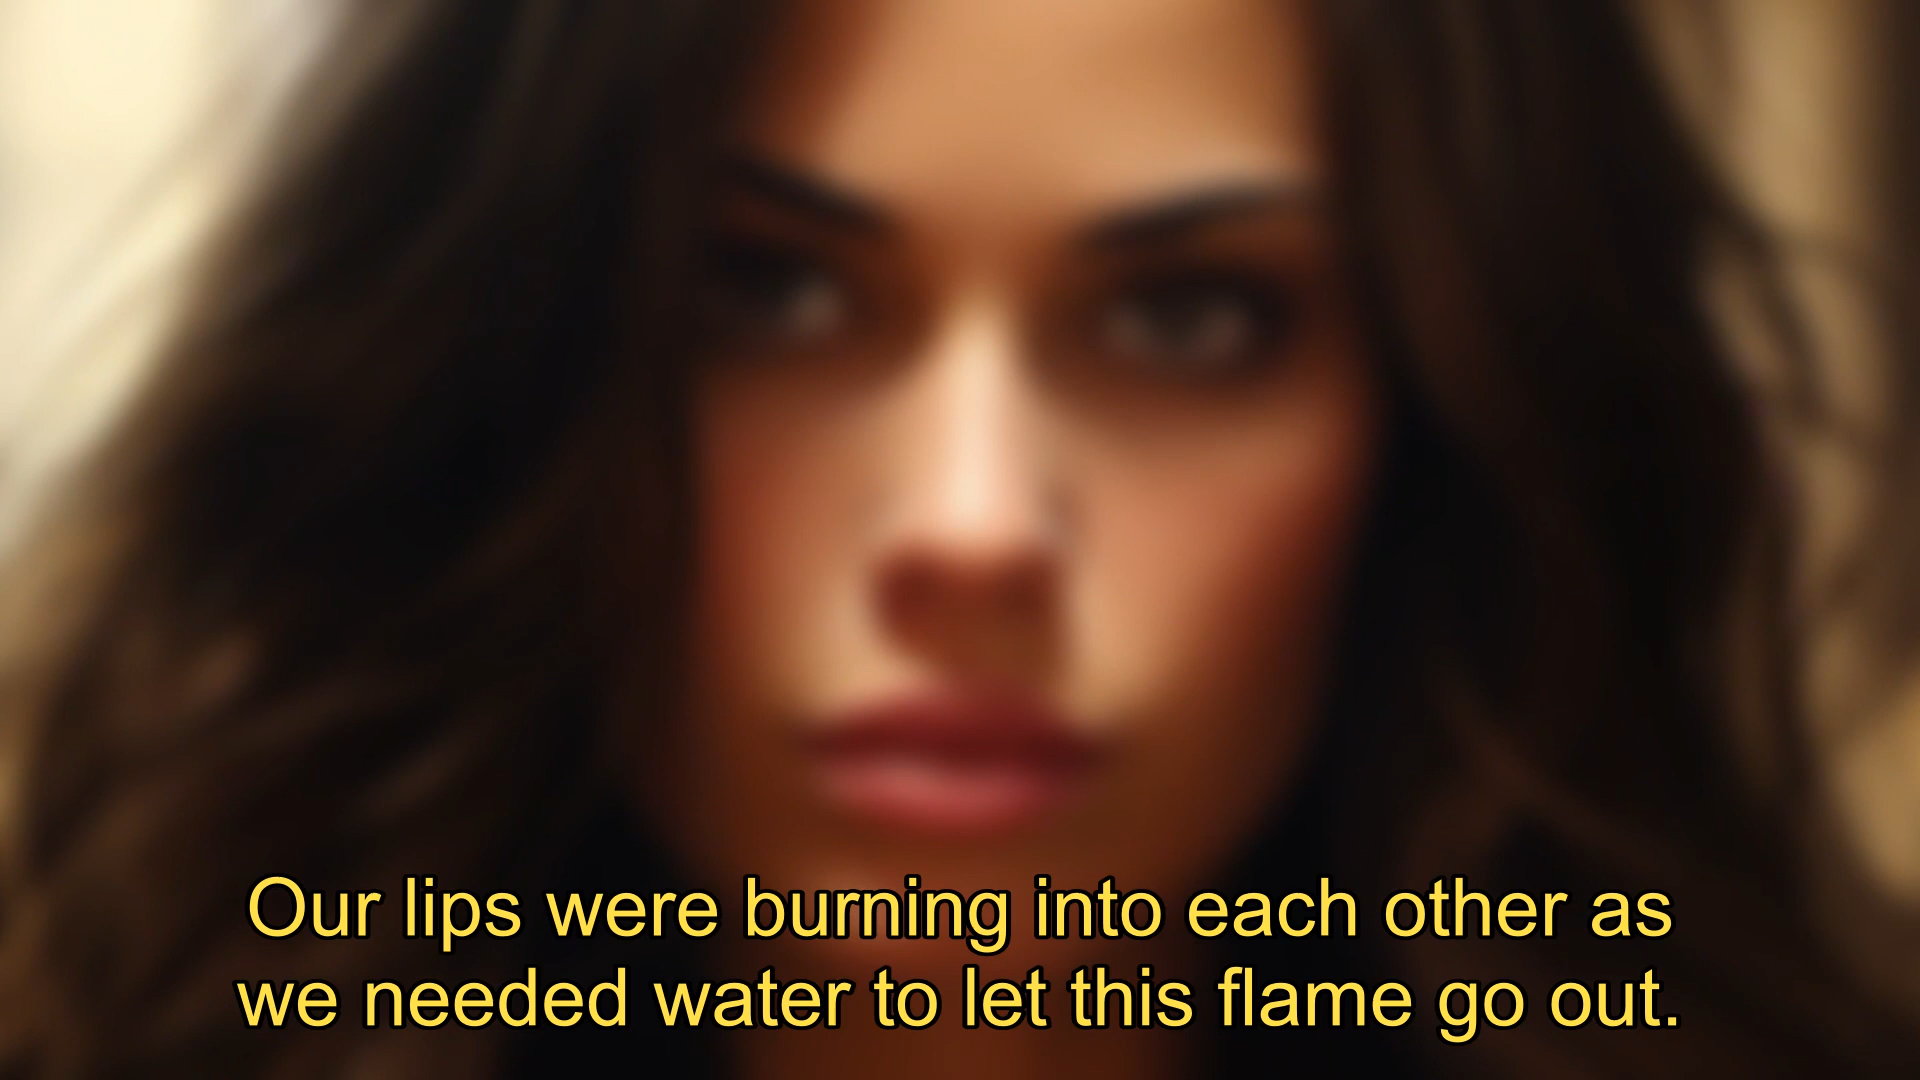 Our lips were burning into each other as
we needed water to let this flame go out.